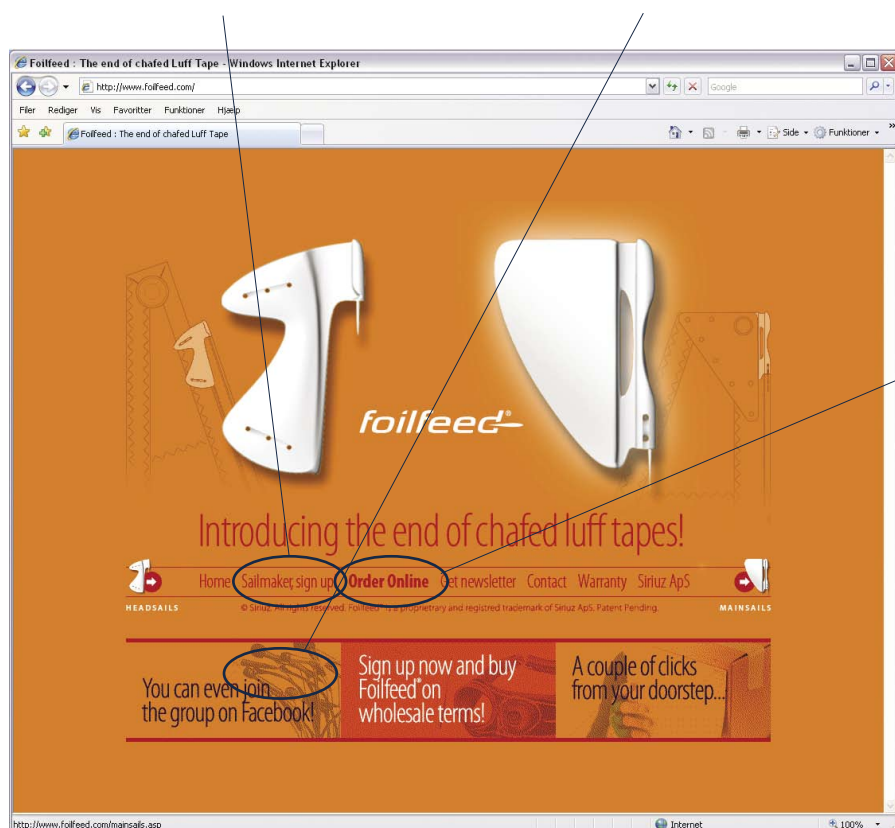 Foilfeed : The end of chafed Luff Tape - Windows Internet Explorer
http://www.foilfeed.com/
Google
Filer Rediger Vis Favoritter Funktioner Hjælp
Foilfeed : The end of chafed Luff Tape
Side Funktioner »
foilfeed®
Introducing the end of chafed luff tapes!
Home Sailmaker, sign up Order Online Get newsletter Contact Warranty Siriuz ApS
HEADSAILS
© Siriuz. All rights reserved. Foilfeed® is a proprietrary and registred trademark of Siriuz ApS. Patent Pending.
MAINSAILS
You can even join
the group on Facebook!
Sign up now and buy
Foilfeed® on
wholesale terms!
A couple of clicks
from your doorstep...
http://www.foilfeed.com/mainsails.asp
Internet
100%